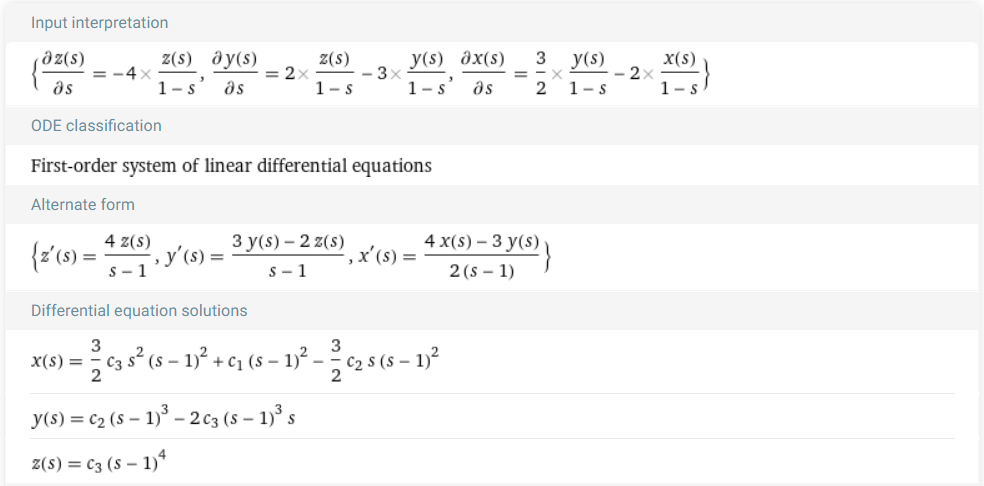 Input interpretation
{∂z(s)/∂s = -4× z(s)/(1-s), ∂y(s)/∂s = 2× z(s)/(1-s) - 3× y(s)/(1-s), ∂x(s)/∂s = 3/2 × y(s)/(1-s) - 2× x(s)/(1-s)}
ODE classification
First-order system of linear differential equations
Alternate form
{z′(s) = 4 z(s)/(s-1), y′(s) = (3 y(s) - 2 z(s))/(s-1), x′(s) = (4 x(s) - 3 y(s))/(2 (s-1))}
Differential equation solutions
x(s) = 3/2 c₃ s² (s-1)² + c₁ (s-1)² - 3/2 c₂ s (s-1)²
y(s) = c₂ (s-1)³ - 2 c₃ (s-1)³ s
z(s) = c₃ (s-1)⁴